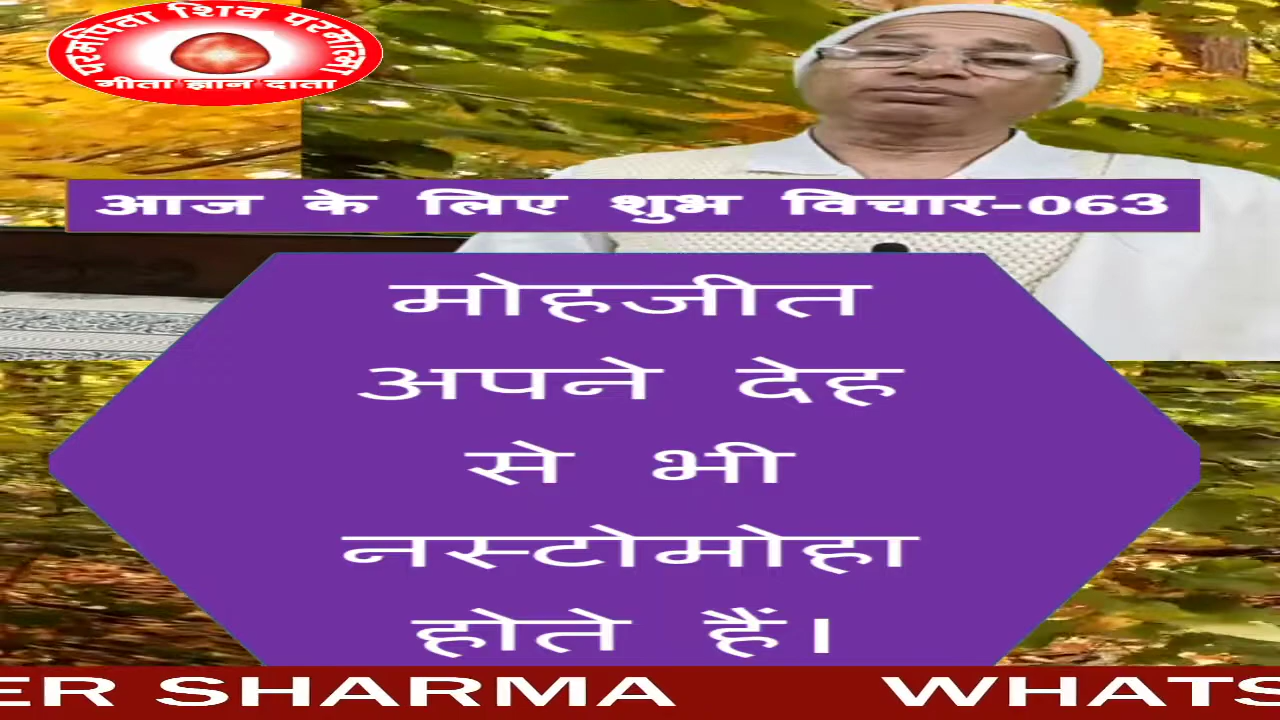 परमपिता शिव परमात्मा
गीता ज्ञान दाता
आज के लिए शुभ विचार-063
मोहजीत
अपने देह
से भी
नस्टोमोहा
होते हैं।
ER SHARMA WHATS